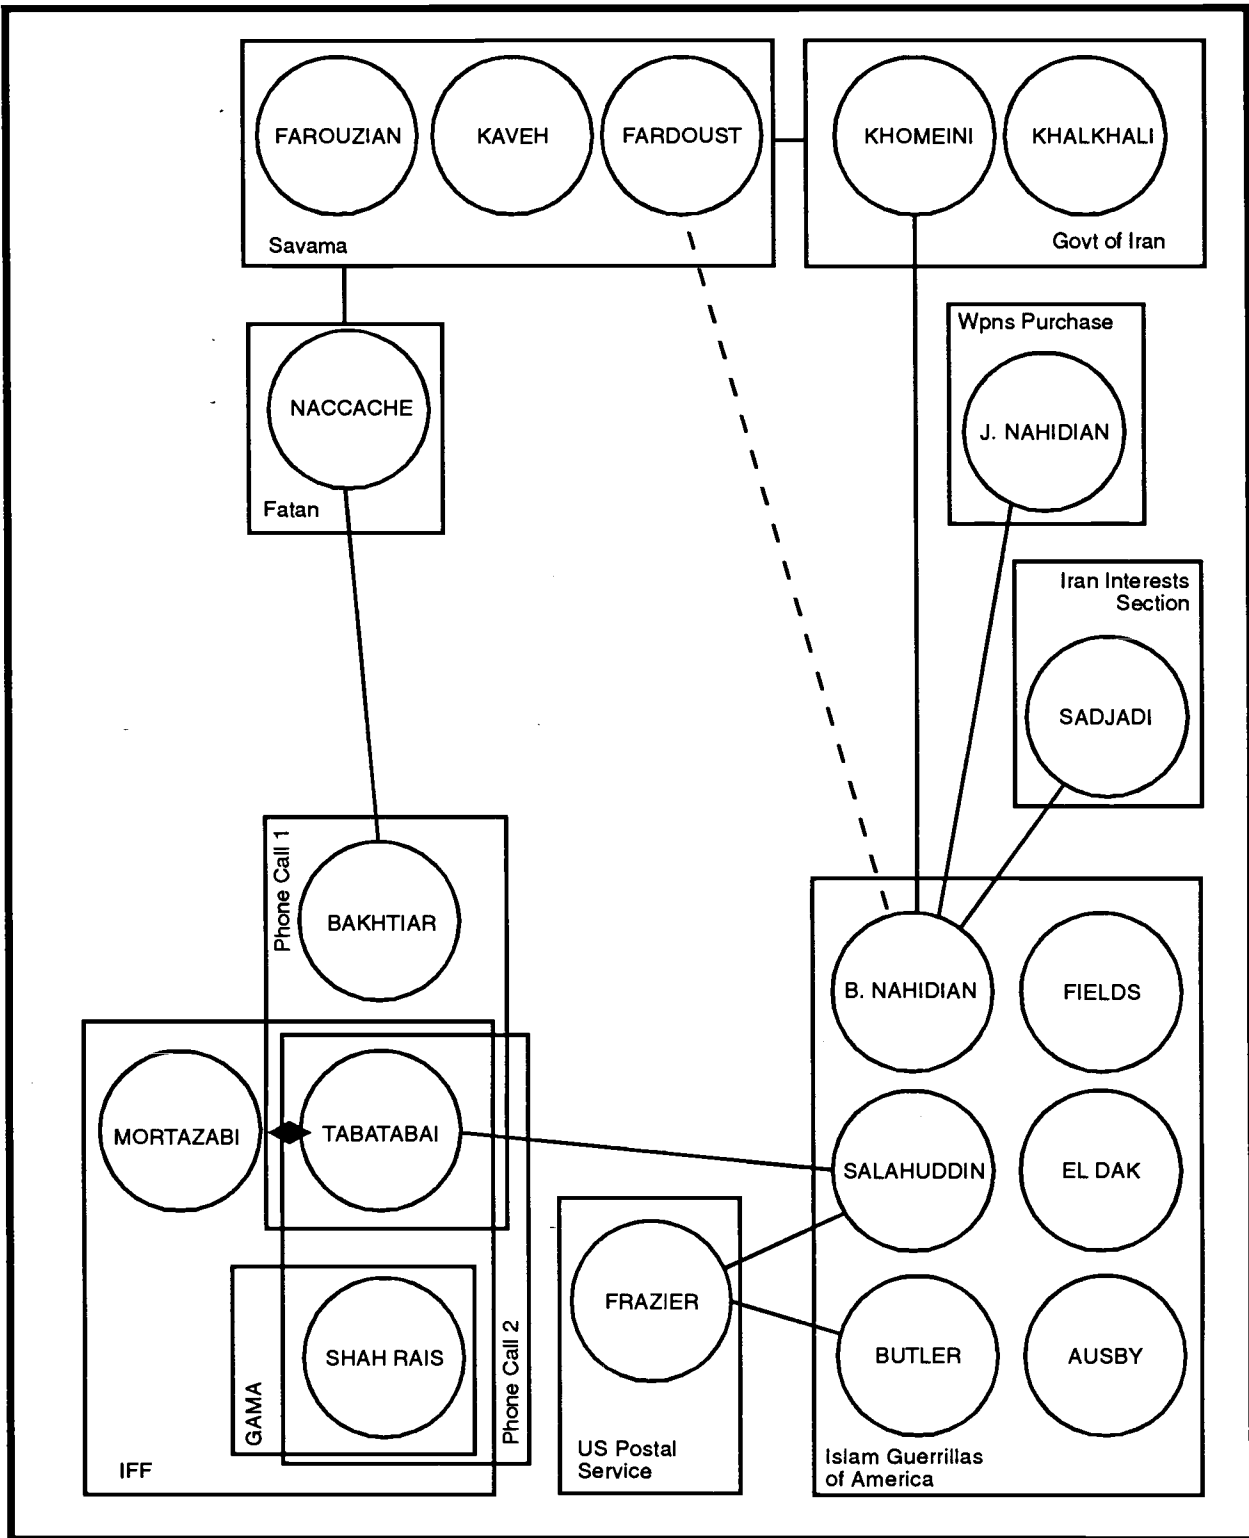 FAROUZIAN
KAVEH
FARDOUST
KHOMEINI
KHALKHALI
Savama
Govt of Iran
Wpns Purchase
NACCACHE
J. NAHIDIAN
Fatan
Iran Interests
Section
SADJADI
Phone Call 1
BAKHTIAR
B. NAHIDIAN
FIELDS
MORTAZABI
TABATABAI
SALAHUDDIN
EL DAK
FRAZIER
SHAH RAIS
BUTLER
AUSBY
GAMA
Phone Call 2
IFF
US Postal
Service
Islam Guerrillas
of America